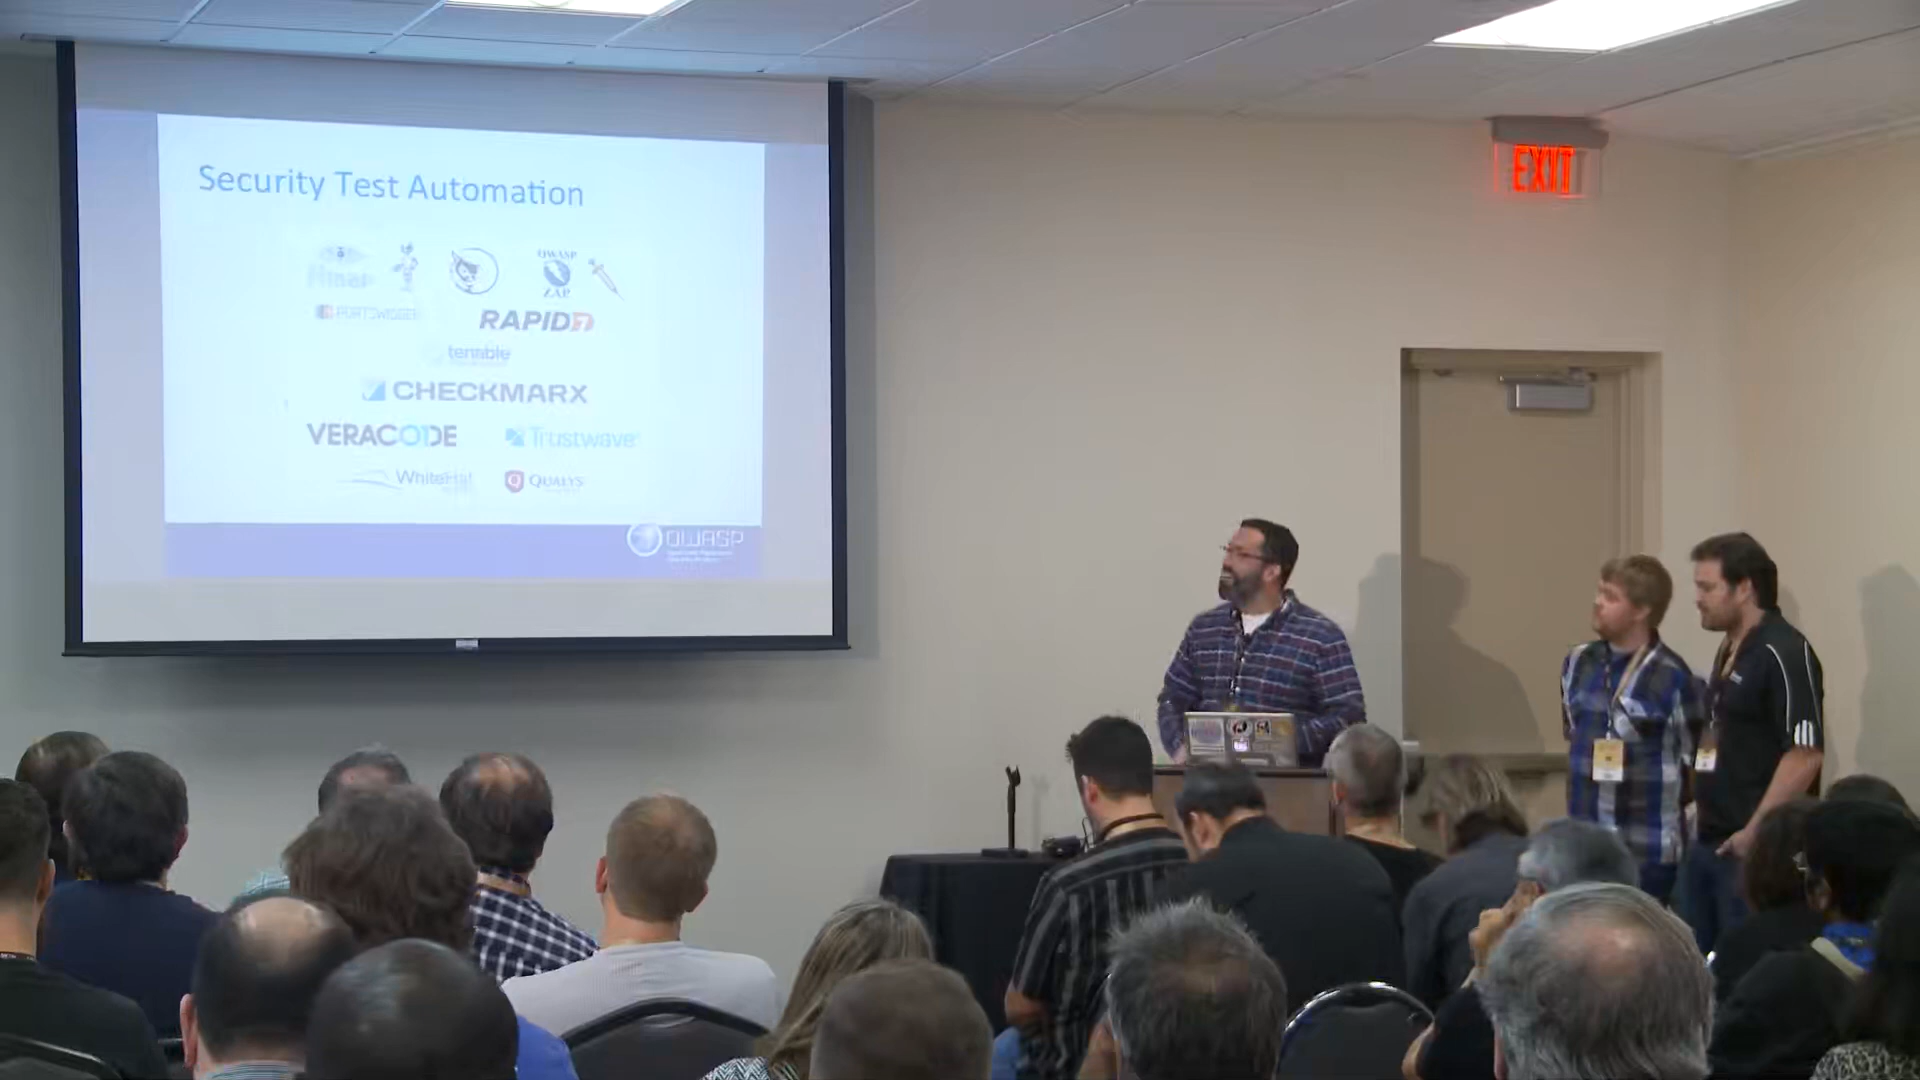 Security Test Automation
OWASP
ZAP
PORTSWIGGER
RAPID7
tenable
CHECKMARX
VERACODE
Trustwave
WhiteHat
QUALYS
OWASP
EXIT